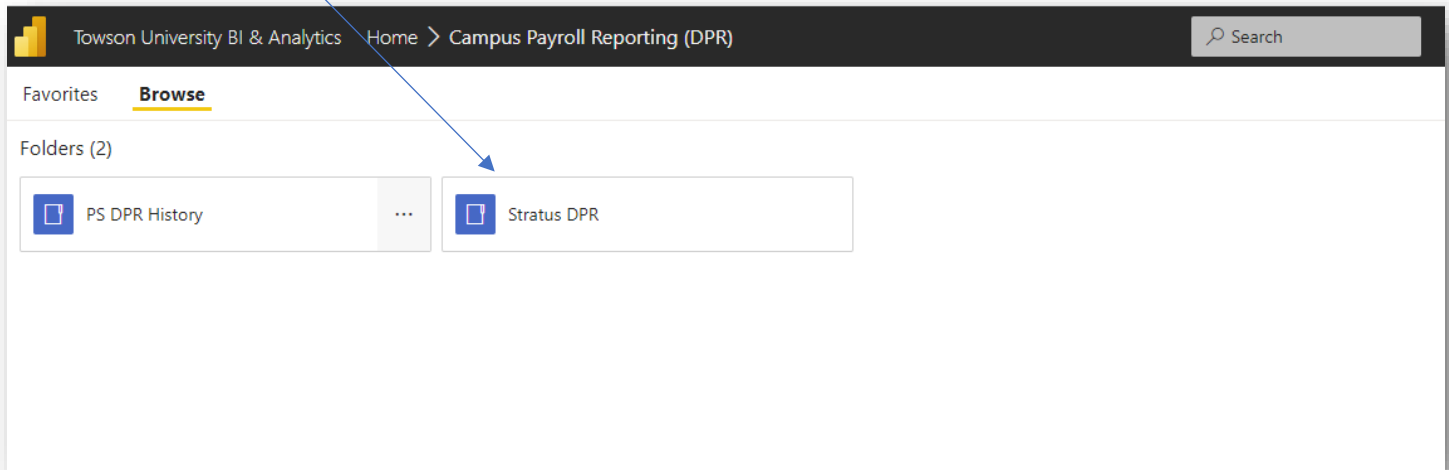 Towson University BI & Analytics Home > Campus Payroll Reporting (DPR) Search
Favorites Browse
Folders (2)
PS DPR History ... Stratus DPR